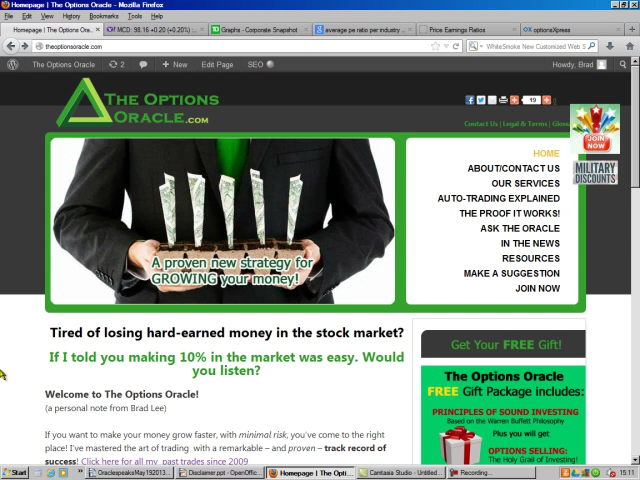 Homepage | The Options Oracle - Mozilla Firefox
File Edit View History Bookmarks Tools Help
Homepage | The Options Ora...
MCD: 98.16 +0.20 (+0.20%)
Graphs - Corporate Snapshot
average pe ratio per industry
Price Earnings Ratios
optionsXpress
theoptionsoracle.com
WhiteSmoke New Customized Web S
The Options Oracle
2
New
Edit Page
SEO
Howdy, Brad
THE OPTIONS
ORACLE.COM
19
Contact Us | Legal & Terms |
JOIN
NOW
MILITARY
DISCOUNTS
A proven new strategy for
GROWING your money!
HOME
ABOUT/CONTACT US
OUR SERVICES
AUTO-TRADING EXPLAINED
THE PROOF IT WORKS!
ASK THE ORACLE
IN THE NEWS
RESOURCES
MAKE A SUGGESTION
JOIN NOW
Tired of losing hard-earned money in the stock market?
If I told you making 10% in the market was easy. Would
you listen?
Welcome to The Options Oracle!
(a personal note from Brad Lee)
If you want to make your money grow faster, with minimal risk, you've come to the right
place! I've mastered the art of trading with a remarkable – and proven – track record of
success! Click here for all my past trades since 2009
Get Your FREE Gift!
The Options Oracle
FREE Gift Package includes:
PRINCIPLES OF SOUND INVESTING
Based on the Warren Buffett Philosophy
Plus you will get
OPTIONS SELLING:
The Holy Grail of Investing!
Start
OraclespeaksMay192013...
Disclaimer.ppt - OpenOffic...
Homepage | The Opti...
Camtasia Studio - Untitled...
Recording...
15:11